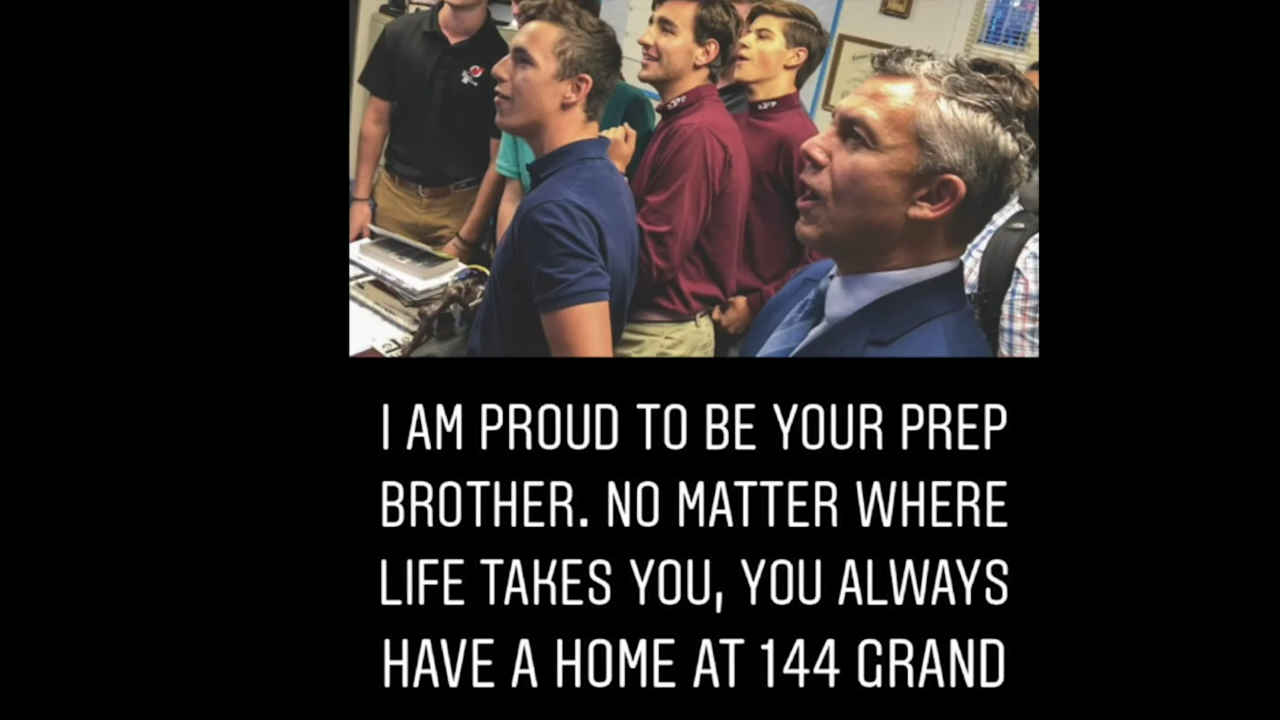 I AM PROUD TO BE YOUR PREP
BROTHER. NO MATTER WHERE
LIFE TAKES YOU, YOU ALWAYS
HAVE A HOME AT 144 GRAND